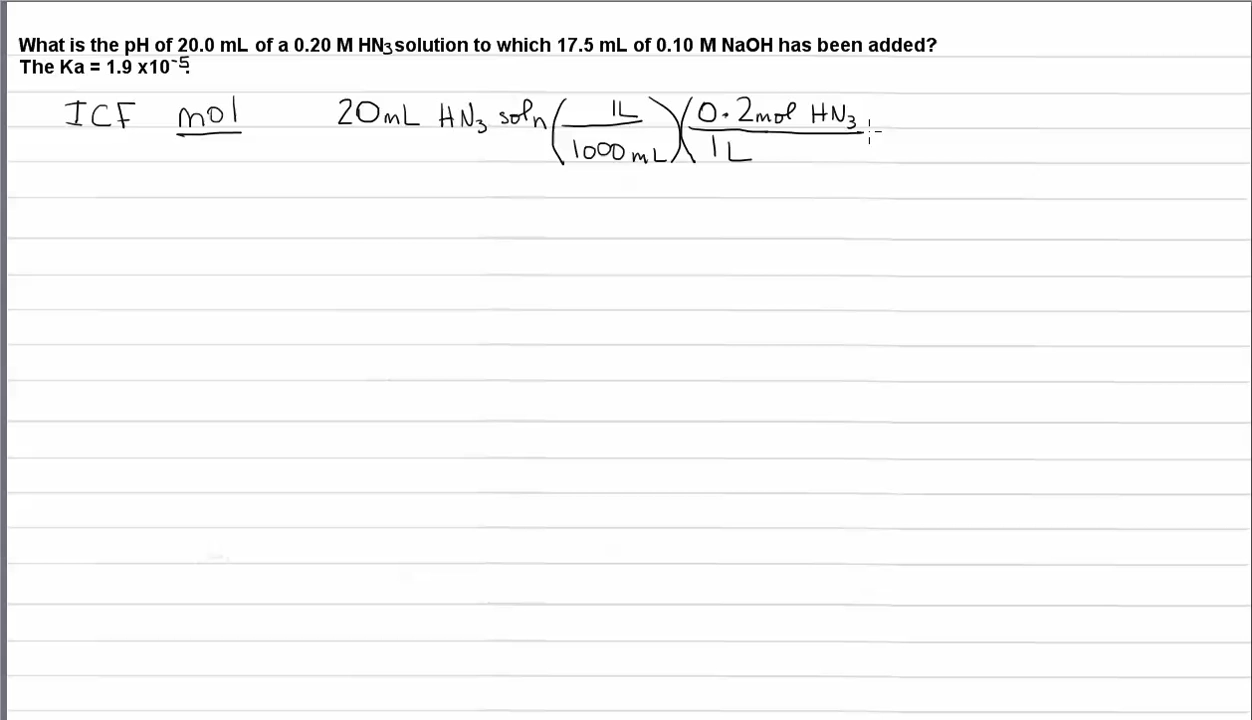 What is the pH of 20.0 mL of a 0.20 M HN3 solution to which 17.5 mL of 0.10 M NaOH has been added?
The Ka = 1.9 x10⁻⁵.
ICF mol 20mL HN₃ soln (1L/1000mL)(0.2mol HN₃/1L)